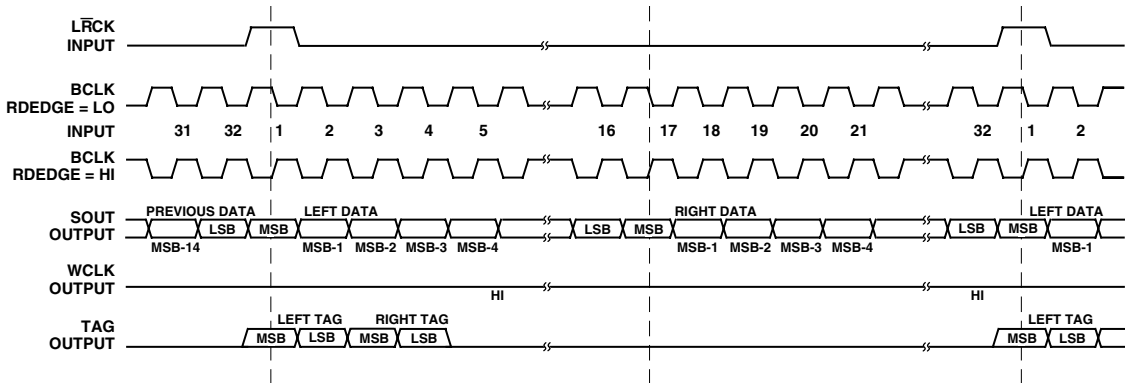 LR̅CK
INPUT
BCLK
RDEDGE = LO
INPUT 31 32 1 2 3 4 5 16 17 18 19 20 21 32 1 2
BCLK
RDEDGE = HI
SOUT PREVIOUS DATA LEFT DATA RIGHT DATA LEFT DATA
OUTPUT LSB MSB LSB MSB LSB MSB
MSB-14 MSB-1 MSB-2 MSB-3 MSB-4 MSB-1 MSB-2 MSB-3 MSB-4 MSB-1
WCLK
OUTPUT
HI HI
TAG LEFT TAG RIGHT TAG LEFT TAG
OUTPUT MSB LSB MSB LSB MSB LSB